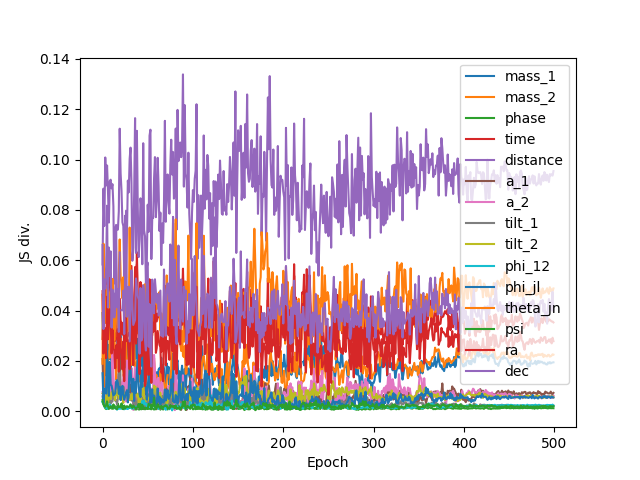 0.14
0.12
0.10
0.08
0.06
0.04
0.02
0.00
JS div.
0
100
200
300
400
500
Epoch
mass_1
mass_2
phase
time
distance
a_1
a_2
tilt_1
tilt_2
phi_12
phi_jl
theta_jn
psi
ra
dec